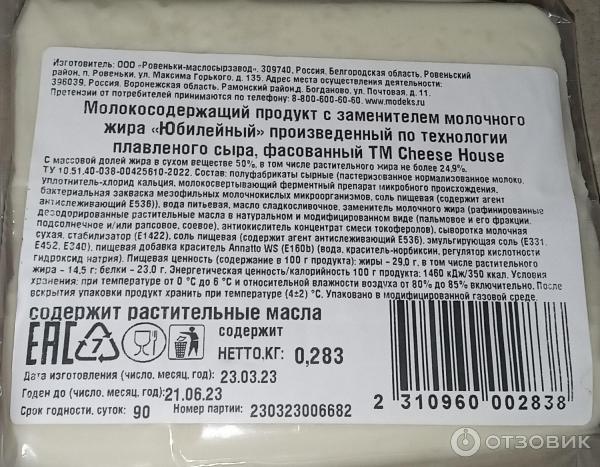 Изготовитель: ООО «Ровеньки-маслосырзавод», 309740, Россия, Белгородская область, Ровеньский
район, п. Ровеньки, ул. Максима Горького, д. 135. Адрес места осуществления деятельности:
396039, Россия, Воронежская область, Рамонский район,д. Богданово, ул. Почтовая, д. 11.
Претензии от потребителей принимаются по телефону: 8-800-600-60-60. www.modeks.ru
Молокосодержащий продукт с заменителем молочного
жира «Юбилейный» произведенный по технологии
плавленого сыра, фасованный ТМ Cheese House
С массовой долей жира в сухом веществе 50%, в том числе растительного жира не более 24,9%.
ТУ 10.51.40-038-00425610-2022. Состав: полуфабрикаты сырные (пастеризованное нормализованное молоко,
уплотнитель-хлорид кальция, молокосвертывающий ферментный препарат микробного происхождения,
бактериальная закваска мезофильных молочнокислых микроорганизмов, соль пищевая (содержит агент
антислеживающий Е536)), вода питьевая, масло сладкосливочное, заменитель молочного жира (рафинированные
дезодорированные растительные масла в натуральном и модифицированном виде (пальмовое и его фракции,
подсолнечное и/или рапсовое, соевое), антиокислитель концентрат смеси токоферолов), сыворотка молочная
сухая, стабилизатор (Е1422), соль пищевая (содержит агент антислеживающий Е536), эмульгирующая соль (Е331,
Е452, Е340), пищевая добавка краситель Annatto WS (Е160b) (вода, краситель-норбиксин, регулятор кислотности
гидроксид натрия). Пищевая ценность (содержание в 100 г продукта): жиры - 29,0 г, в том числе растительного
жира - 14,5 г; белки - 23,0 г. Энергетическая ценность/калорийность 100 г продукта: 1460 кДж/350 ккал. Условия
хранения: при температуре от 0 °С до 6 °С и относительной влажности воздуха от 80% до 85% включительно. После
вскрытия упаковки продукт хранить при температуре (4±2) °С. Упаковано в модифицированной газовой среде.
содержит растительные масла
EAC 7 содержит
НЕТТО.КГ: 0,283
Дата изготовления (число, месяц, год): 23.03.23
Годен до (число, месяц, год): 21.06.23
Срок годности, суток: 90 Номер партии: 230323006682
2 310960 002838
ОТЗОВИК